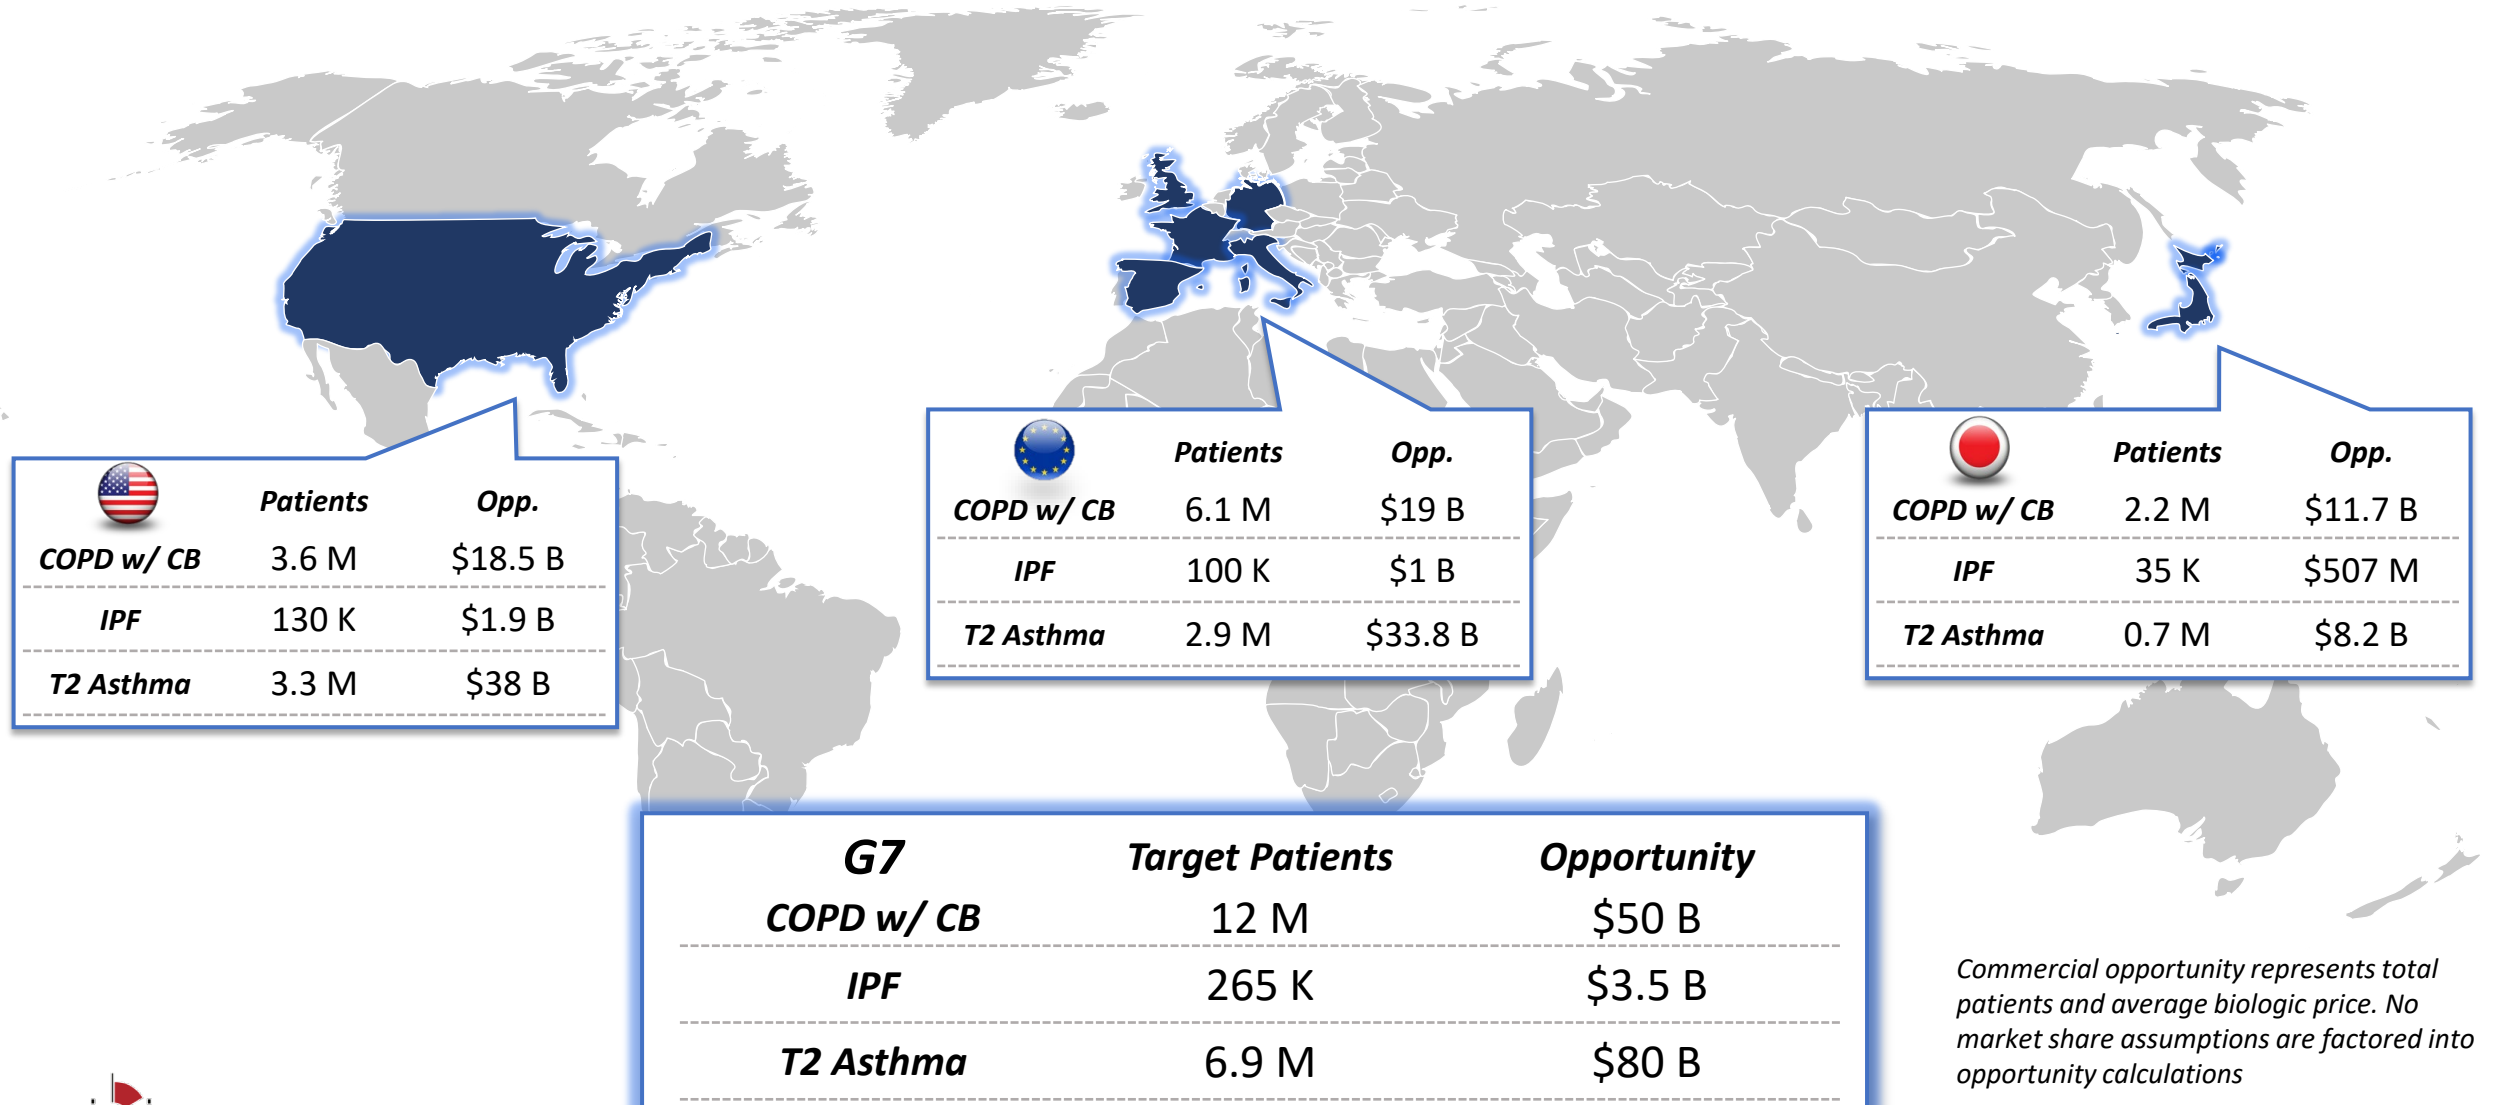 Patients Opp.
COPD w/ CB 3.6 M $18.5 B
IPF 130 K $1.9 B
T2 Asthma 3.3 M $38 B
Patients Opp.
COPD w/ CB 6.1 M $19 B
IPF 100 K $1 B
T2 Asthma 2.9 M $33.8 B
Patients Opp.
COPD w/ CB 2.2 M $11.7 B
IPF 35 K $507 M
T2 Asthma 0.7 M $8.2 B
G7 Target Patients Opportunity
COPD w/ CB 12 M $50 B
IPF 265 K $3.5 B
T2 Asthma 6.9 M $80 B
Commercial opportunity represents total
patients and average biologic price. No
market share assumptions are factored into
opportunity calculations